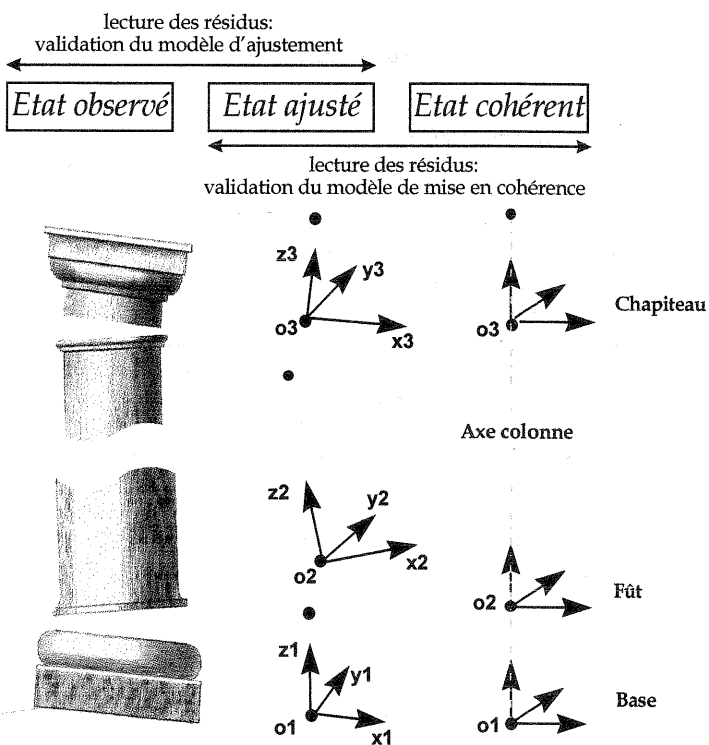 lecture des résidus:
validation du modèle d'ajustement
Etat observé
Etat ajusté
Etat cohérent
lecture des résidus:
validation du modèle de mise en cohérence
z3
y3
o3
x3
o3
Chapiteau
Axe colonne
z2
y2
o2
x2
o2
Fût
z1
y1
o1
x1
o1
Base